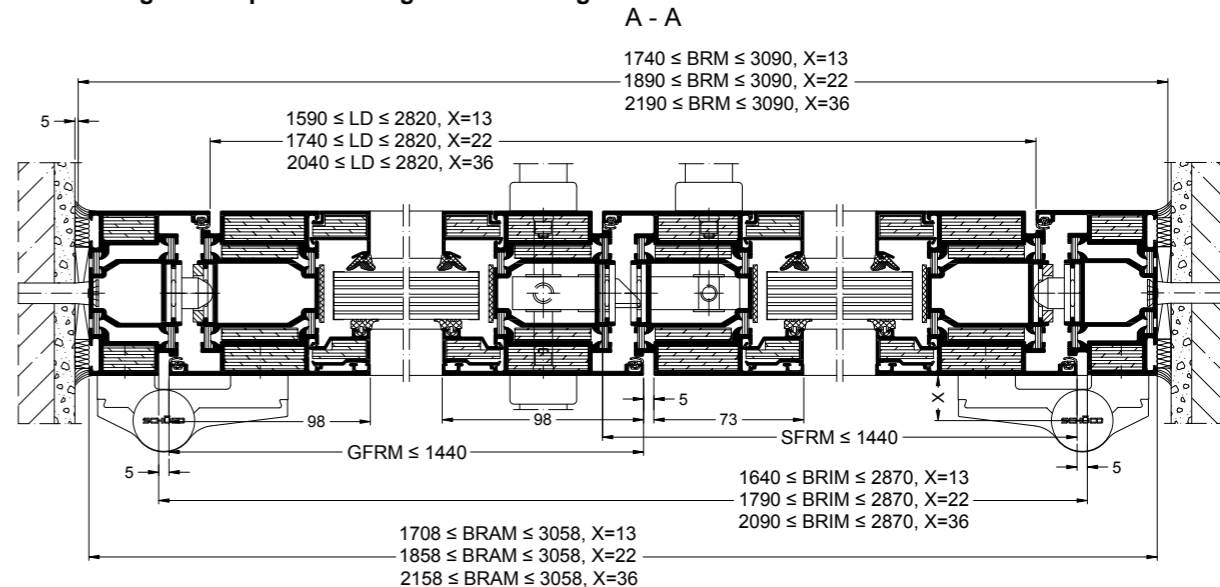 A - A
1740 ≤ BRM ≤ 3090, X=13
1890 ≤ BRM ≤ 3090, X=22
2190 ≤ BRM ≤ 3090, X=36
5
1590 ≤ LD ≤ 2820, X=13
1740 ≤ LD ≤ 2820, X=22
2040 ≤ LD ≤ 2820, X=36
X
5
SCHÜCO
98
98
73
SCHÜCO
GFRM ≤ 1440
SFRM ≤ 1440
5
5
1640 ≤ BRIM ≤ 2870, X=13
1790 ≤ BRIM ≤ 2870, X=22
2090 ≤ BRIM ≤ 2870, X=36
1708 ≤ BRAM ≤ 3058, X=13
1858 ≤ BRAM ≤ 3058, X=22
2158 ≤ BRAM ≤ 3058, X=36